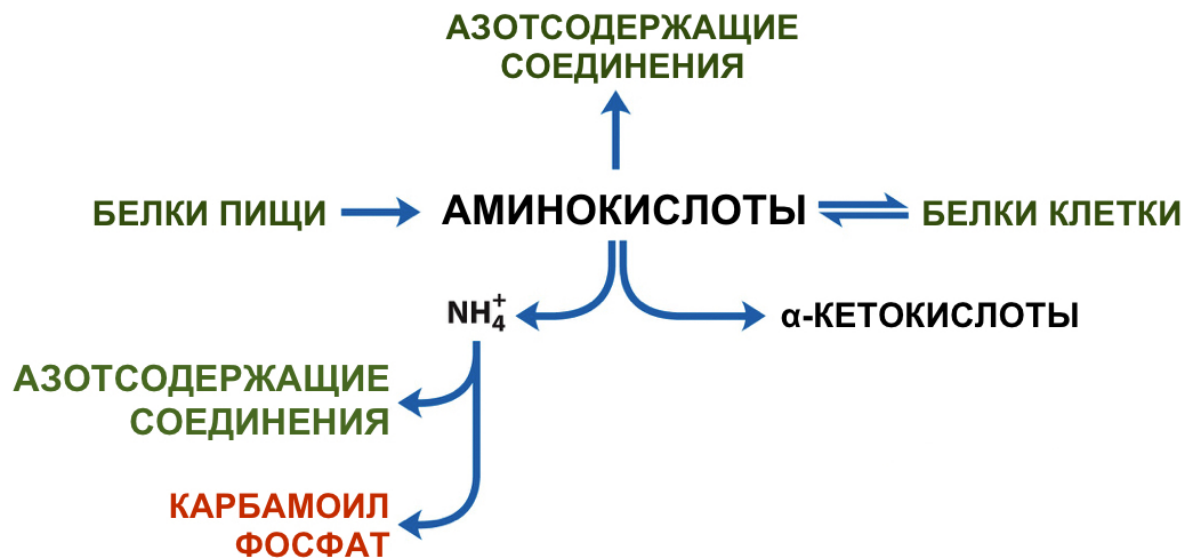 АЗОТСОДЕРЖАЩИЕ
СОЕДИНЕНИЯ
БЕЛКИ ПИЩИ
АМИНОКИСЛОТЫ
БЕЛКИ КЛЕТКИ
NH₄⁺
α-КЕТОКИСЛОТЫ
АЗОТСОДЕРЖАЩИЕ
СОЕДИНЕНИЯ
КАРБАМОИЛ
ФОСФАТ